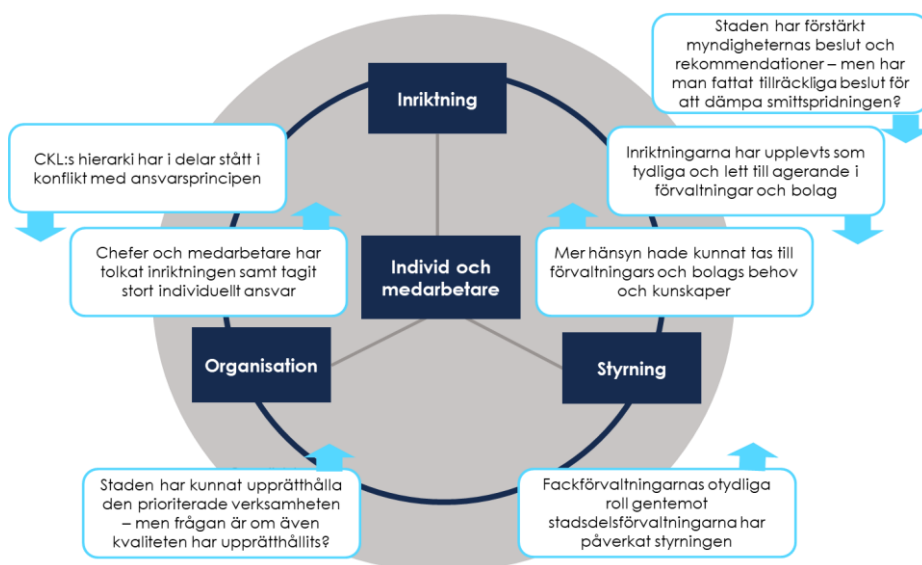 Staden har förstärkt
myndigheternas beslut och
rekommendationer – men har
man fattat tillräckliga beslut för
att dämpa smittspridningen?
Inriktning
CKL:s hierarki har i delar stått i
konflikt med ansvarsprincipen
Inriktningarna har upplevts som
tydliga och lett till agerande i
förvaltningar och bolag
Chefer och medarbetare har
tolkat inriktningen samt tagit
stort individuellt ansvar
Individ och
medarbetare
Mer hänsyn hade kunnat tas till
förvaltningars och bolags behov
och kunskaper
Organisation
Styrning
Staden har kunnat upprätthålla
den prioriterade verksamheten
– men frågan är om även
kvaliteten har upprätthållits?
Fackförvaltningarnas otydliga
roll gentemot
stadsdelsförvaltningarna har
påverkat styrningen